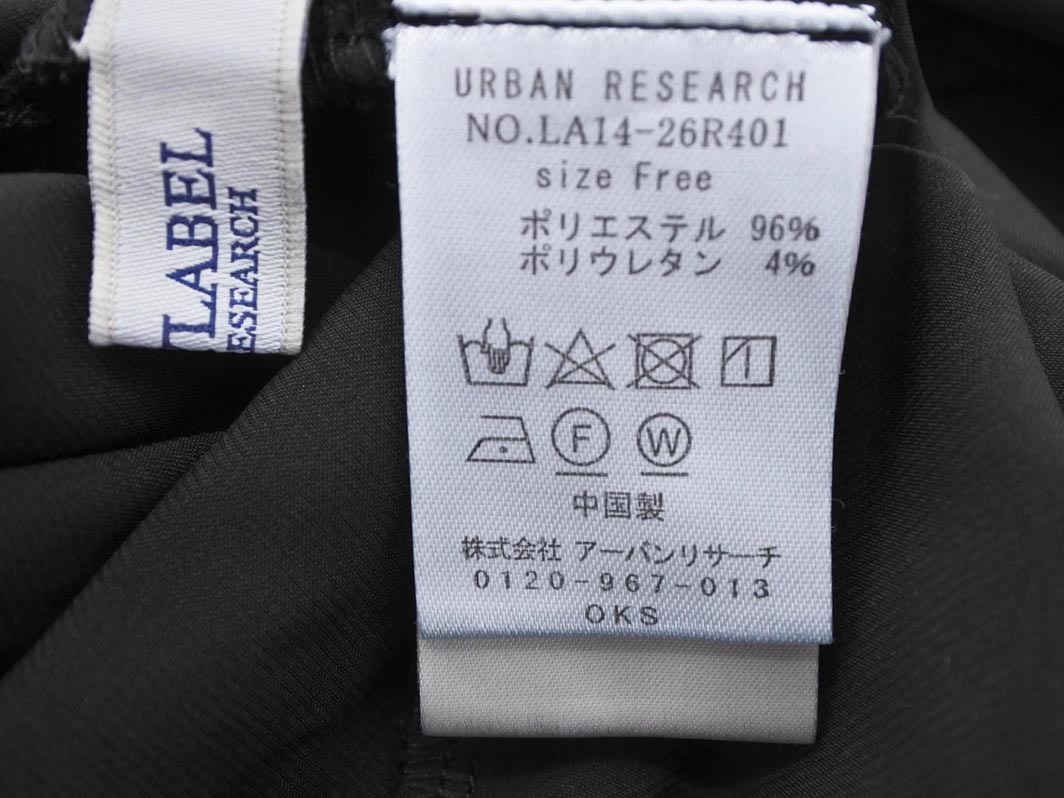 LABEL
RESEARCH
URBAN RESEARCH
NO.LA14-26R401
size Free
ポリエステル 96%
ポリウレタン 4%
F W
中国製
株式会社 アーバンリサーチ
0120-967-013
OKS